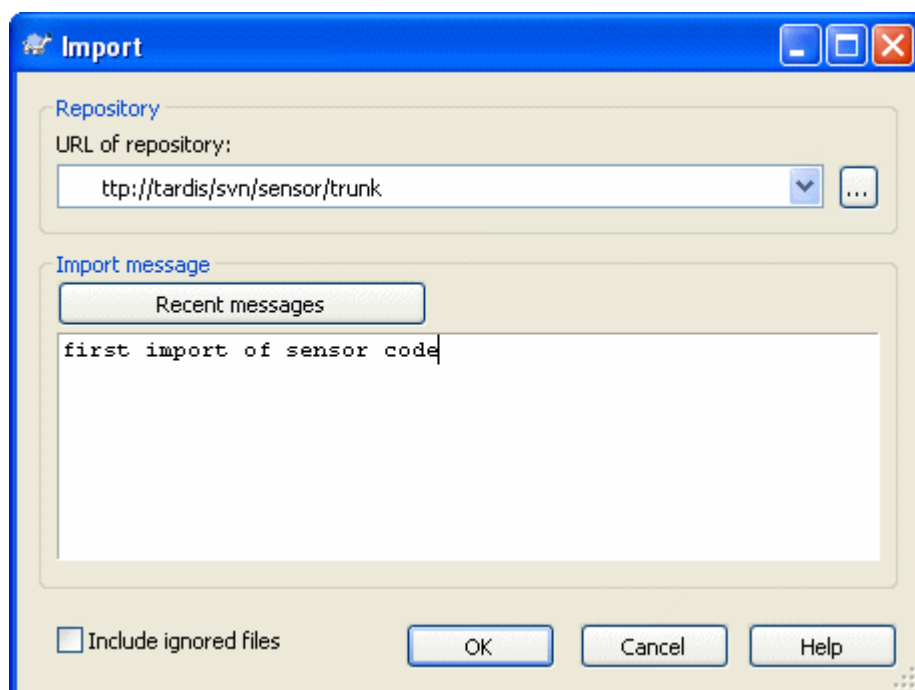 Import
Repository
URL of repository:
ttp://tardis/svn/sensor/trunk
...
Import message
Recent messages
first import of sensor code
Include ignored files
OK
Cancel
Help